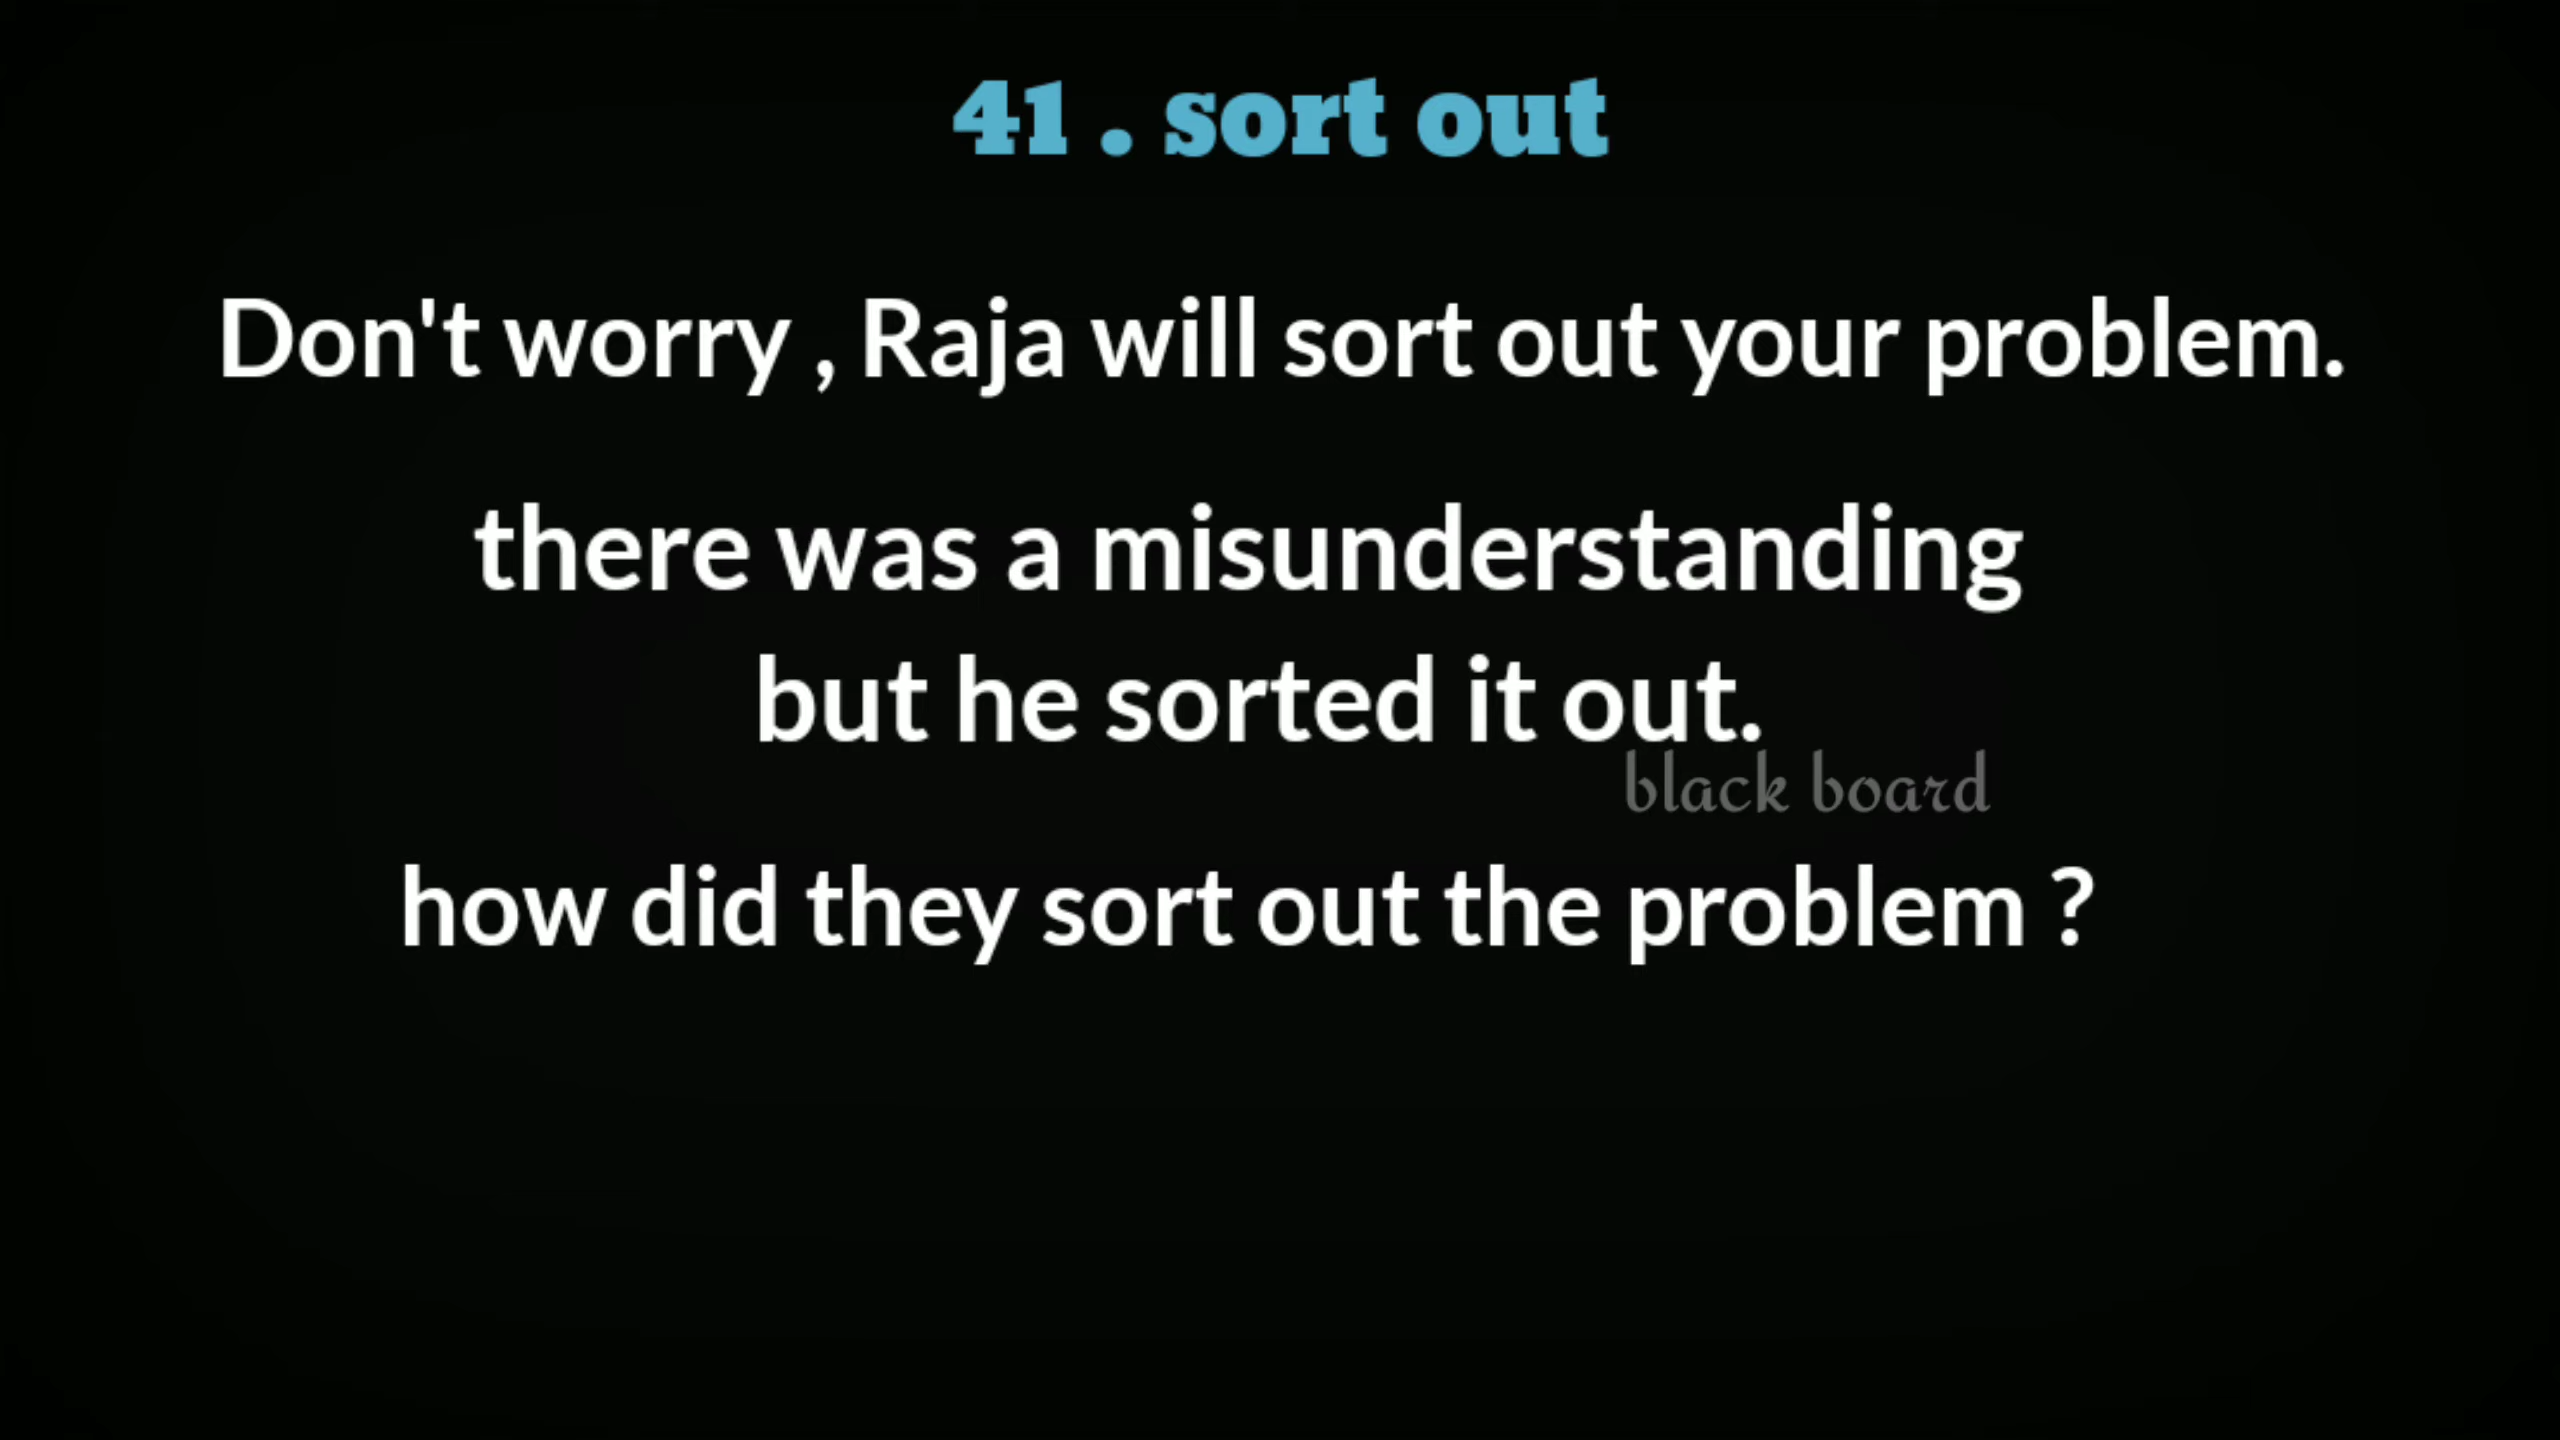 41 . sort out
Don't worry , Raja will sort out your problem.
there was a misunderstanding
but he sorted it out.
black board
how did they sort out the problem ?